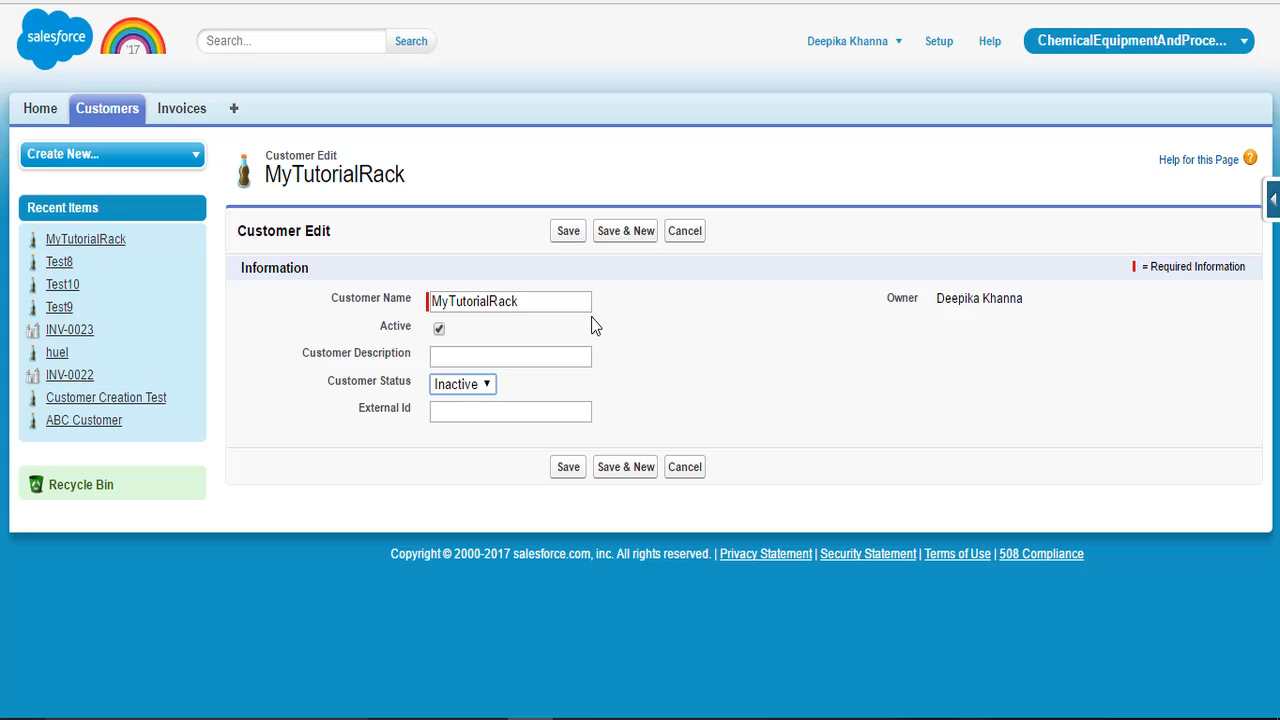 salesforce
'17
Search...
Search
Deepika Khanna
Setup
Help
ChemicalEquipmentAndProce...
Home
Customers
Invoices
+
Create New...
Recent Items
MyTutorialRack
Test8
Test10
Test9
INV-0023
huel
INV-0022
Customer Creation Test
ABC Customer
Recycle Bin
Customer Edit
MyTutorialRack
Help for this Page ?
Customer Edit
Save
Save & New
Cancel
Information
= Required Information
Customer Name MyTutorialRack
Owner Deepika Khanna
Active
Customer Description
Customer Status Inactive
External Id
Save
Save & New
Cancel
Copyright © 2000-2017 salesforce.com, inc. All rights reserved. | Privacy Statement | Security Statement | Terms of Use | 508 Compliance